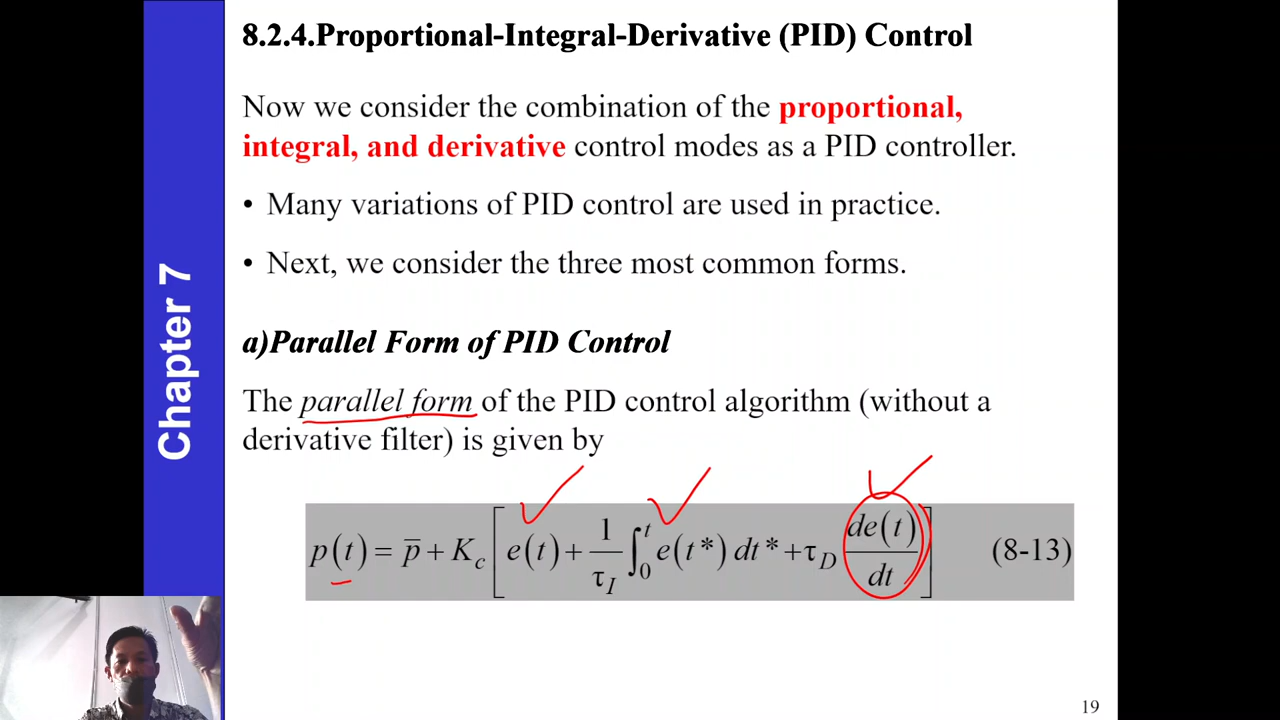 8.2.4.Proportional-Integral-Derivative (PID) Control
Now we consider the combination of the proportional,
integral, and derivative control modes as a PID controller.
• Many variations of PID control are used in practice.
• Next, we consider the three most common forms.
Chapter 7
a)Parallel Form of PID Control
The parallel form of the PID control algorithm (without a
derivative filter) is given by
p(t) = p̅ + K_c [ e(t) + 1/τ_I ∫_0^t e(t*) dt* + τ_D de(t)/dt ] (8-13)
19